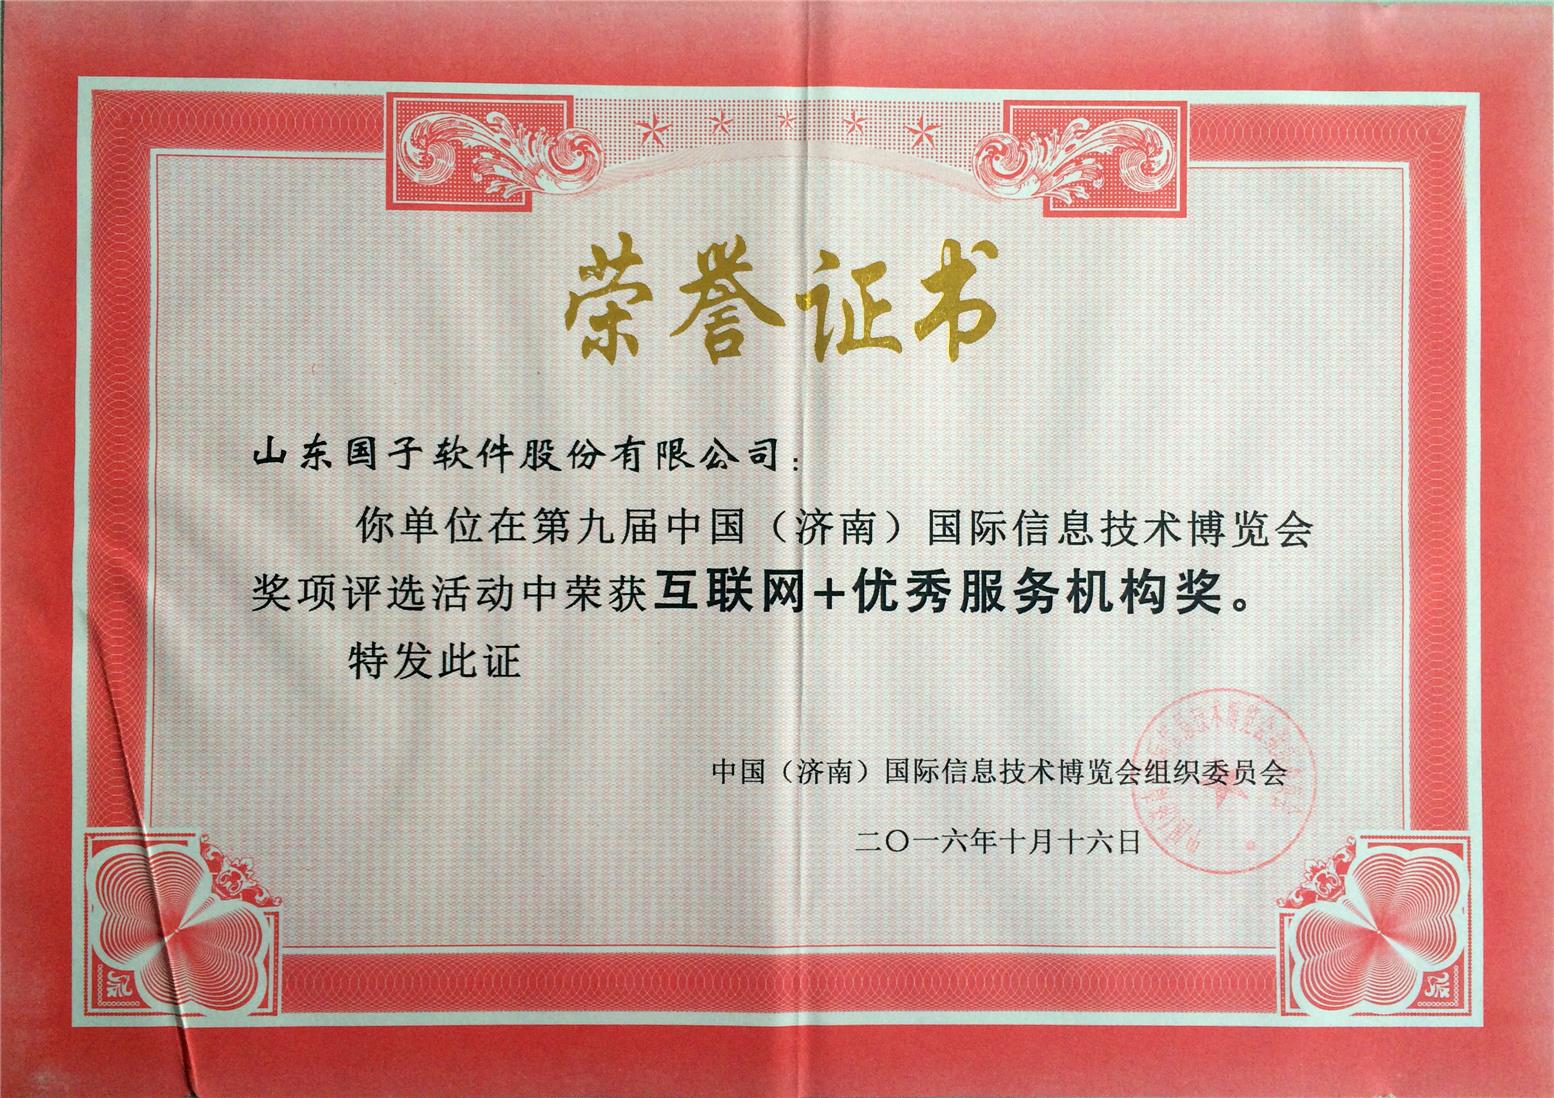 荣誉证书
山东国子软件股份有限公司：
你单位在第九届中国（济南）国际信息技术博览会
奖项评选活动中荣获互联网+优秀服务机构奖。
特发此证
中国（济南）国际信息技术博览会组织委员会
二〇一六年十月十六日